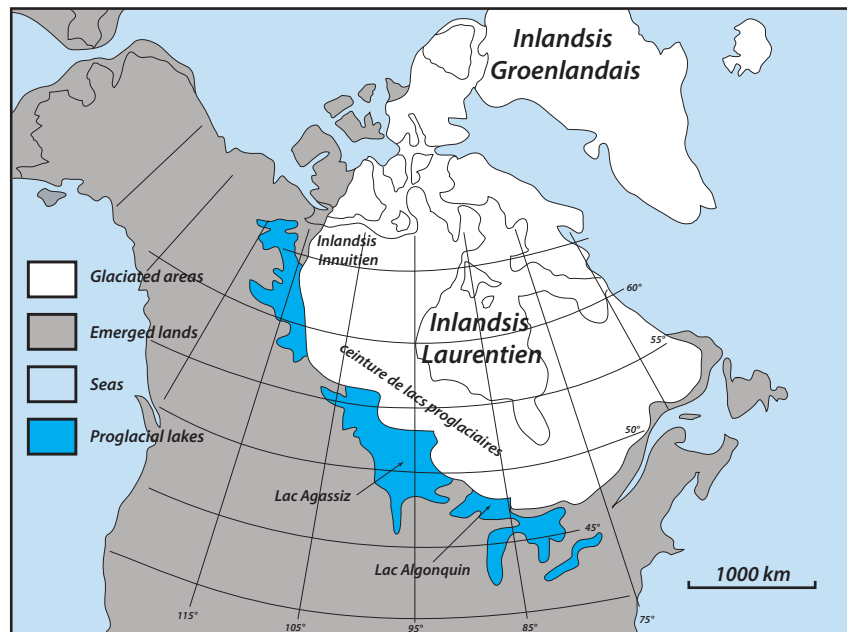 Inlandsis
Groenlandais
Inlandsis
Innuitien
Glaciated areas
60°
Emerged lands
Inlandsis
Laurentien
55°
Seas
ceinture de lacs proglaciaires
Proglacial lakes
50°
Lac Agassiz
45°
Lac Algonquin
1000 km
115°
105°
95°
85°
75°